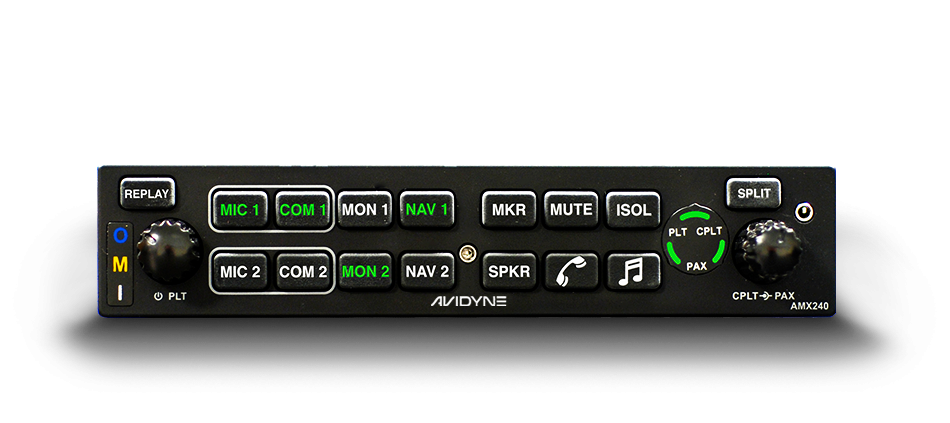 REPLAY
SPLIT
MIC 1 COM 1 MON 1 NAV 1 MKR MUTE ISOL
O
M
I
PLT CPLT
PAX
MIC 2 COM 2 MON 2 NAV 2 SPKR
PLT
CPLT PAX
AVIDYNE
AMX240